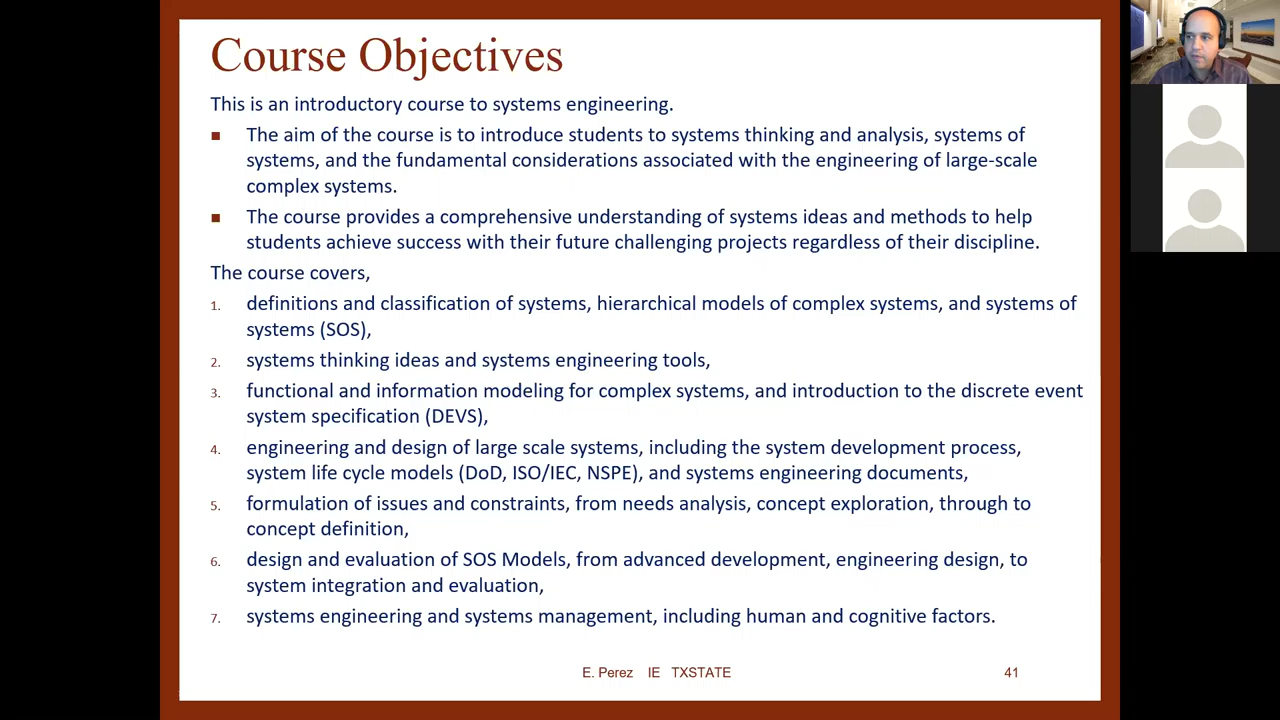 Course Objectives
This is an introductory course to systems engineering.
■ The aim of the course is to introduce students to systems thinking and analysis, systems of
systems, and the fundamental considerations associated with the engineering of large-scale
complex systems.
■ The course provides a comprehensive understanding of systems ideas and methods to help
students achieve success with their future challenging projects regardless of their discipline.
The course covers,
1. definitions and classification of systems, hierarchical models of complex systems, and systems of
systems (SOS),
2. systems thinking ideas and systems engineering tools,
3. functional and information modeling for complex systems, and introduction to the discrete event
system specification (DEVS),
4. engineering and design of large scale systems, including the system development process,
system life cycle models (DoD, ISO/IEC, NSPE), and systems engineering documents,
5. formulation of issues and constraints, from needs analysis, concept exploration, through to
concept definition,
6. design and evaluation of SOS Models, from advanced development, engineering design, to
system integration and evaluation,
7. systems engineering and systems management, including human and cognitive factors.
E. Perez IE TXSTATE 41